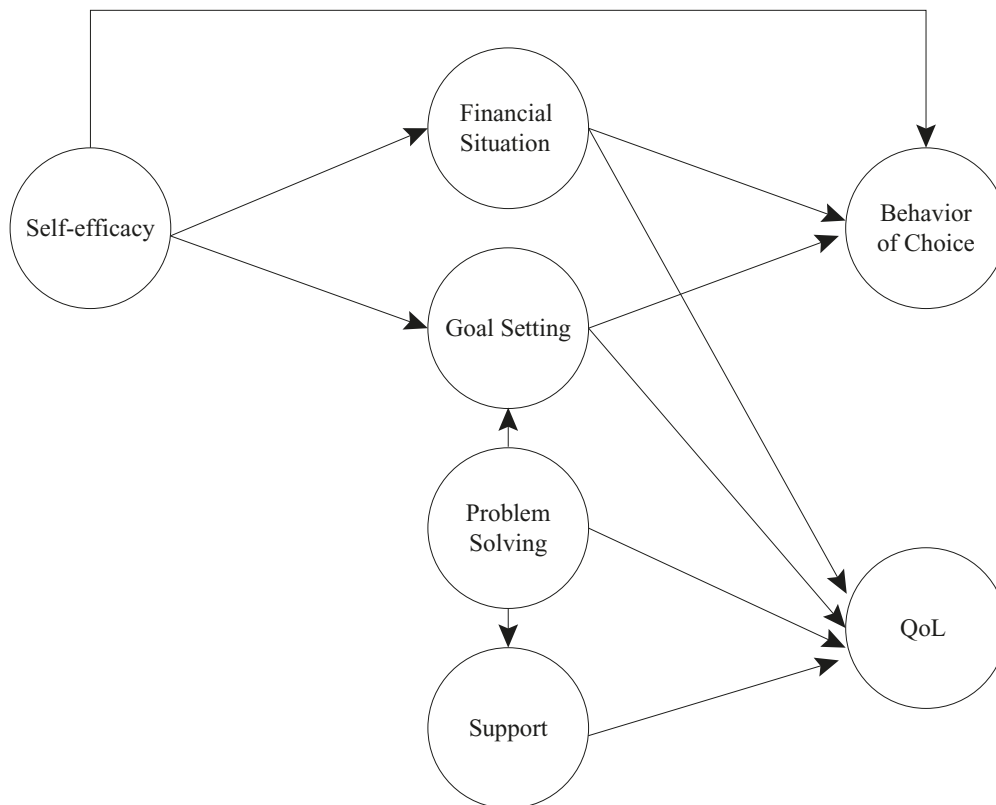 Financial
Situation
Self-efficacy
Behavior
of Choice
Goal Setting
Problem
Solving
QoL
Support